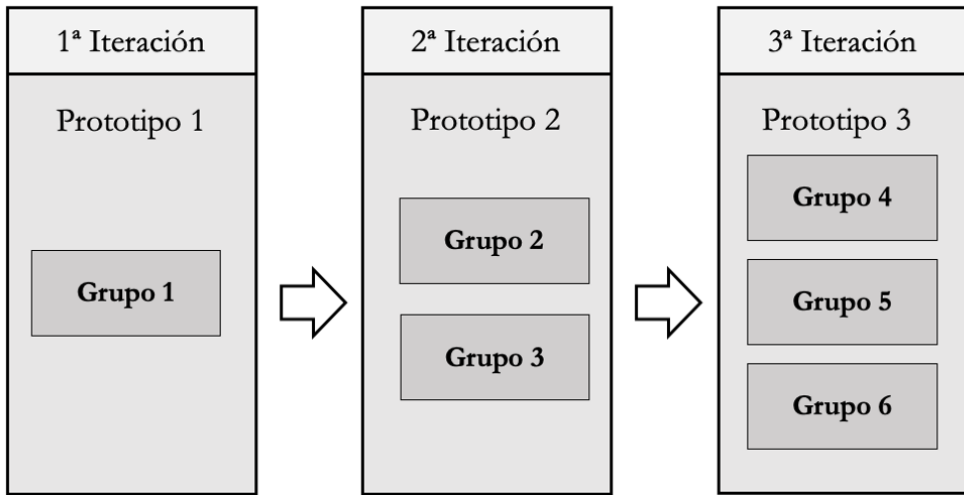 1ª Iteración
Prototipo 1
Grupo 1
2ª Iteración
Prototipo 2
Grupo 2
Grupo 3
3ª Iteración
Prototipo 3
Grupo 4
Grupo 5
Grupo 6